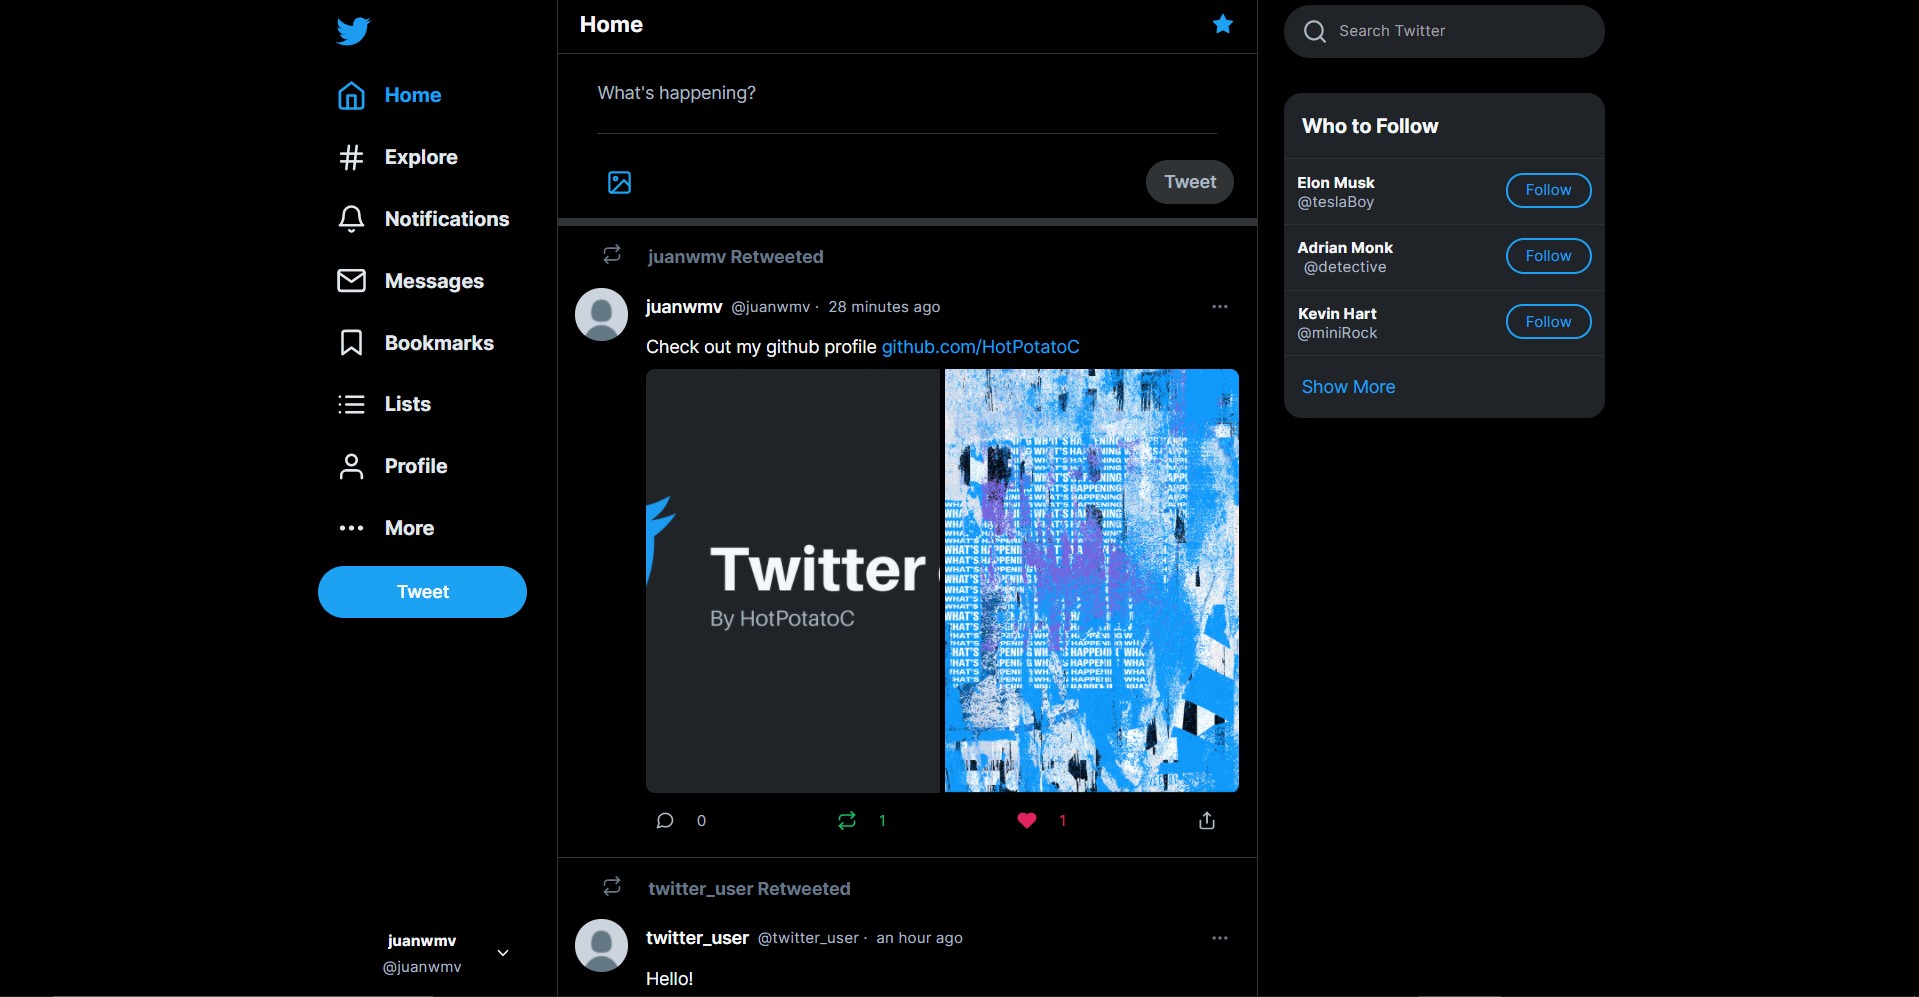 Home
Explore
Notifications
Messages
Bookmarks
Lists
Profile
More
Tweet
juanwmv
@juanwmv
Home
What's happening?
Tweet
juanwmv Retweeted
juanwmv @juanwmv · 28 minutes ago
Check out my github profile github.com/HotPotatoC
Twitter
By HotPotatoC
WHAT'S HAPPENING
0 1 1
twitter_user Retweeted
twitter_user @twitter_user · an hour ago
Hello!
Search Twitter
Who to Follow
Elon Musk
@teslaBoy
Follow
Adrian Monk
@detective
Follow
Kevin Hart
@miniRock
Follow
Show More